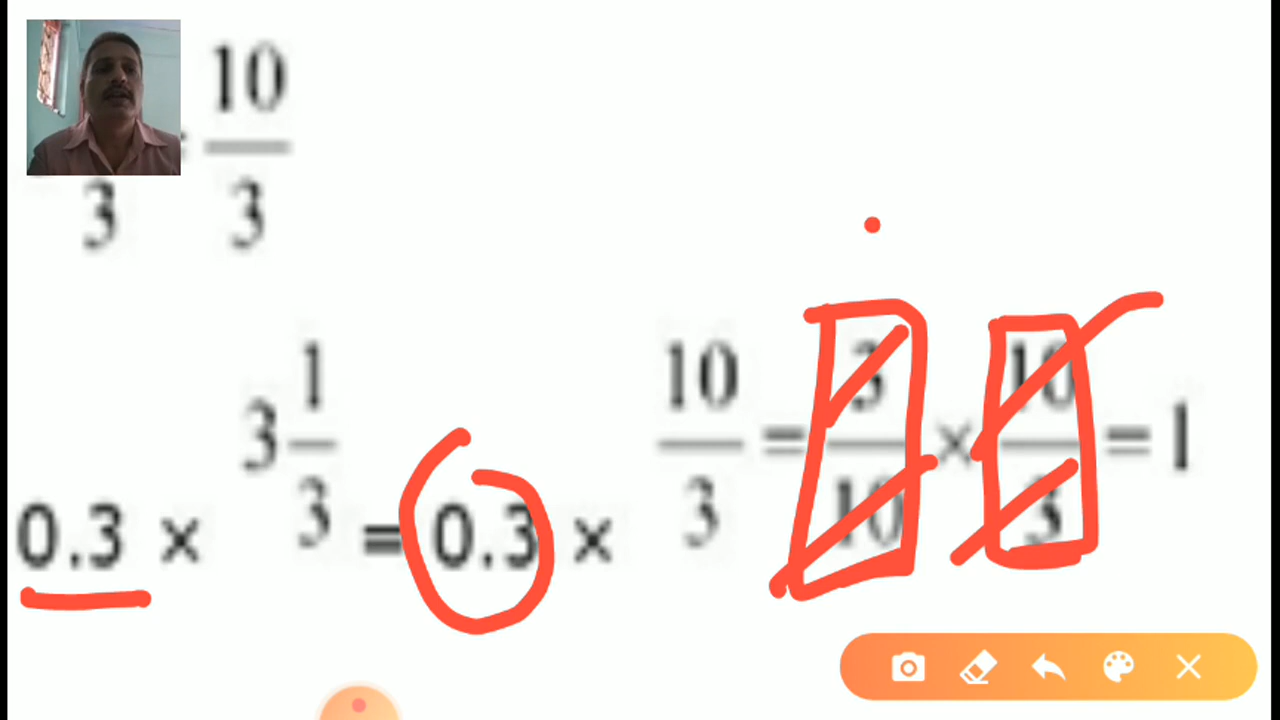 = 10/3
3
0.3 × 3 1/3 = 0.3 × 10/3 = 3/10 × 10/3 = 1